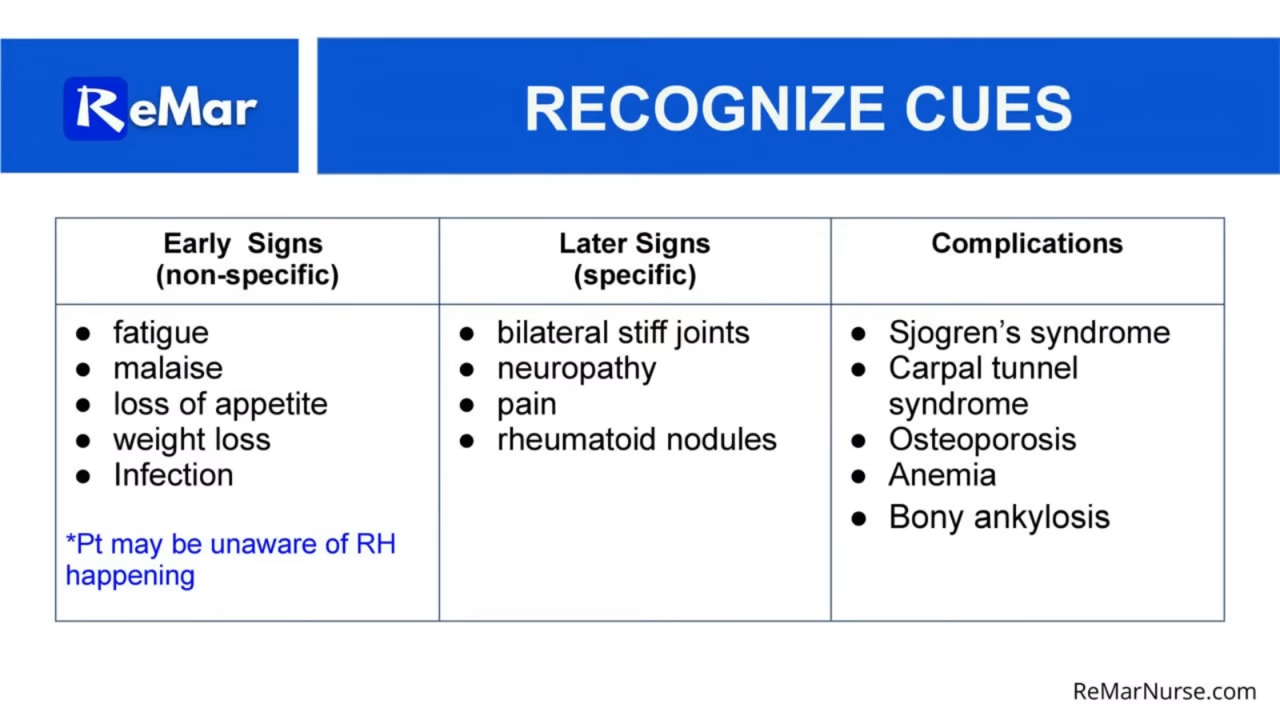 ReMar
RECOGNIZE CUES
Early Signs
(non-specific)
● fatigue
● malaise
● loss of appetite
● weight loss
● Infection
*Pt may be unaware of RH
happening
Later Signs
(specific)
● bilateral stiff joints
● neuropathy
● pain
● rheumatoid nodules
Complications
● Sjogren’s syndrome
● Carpal tunnel
syndrome
● Osteoporosis
● Anemia
● Bony ankylosis
ReMarNurse.com